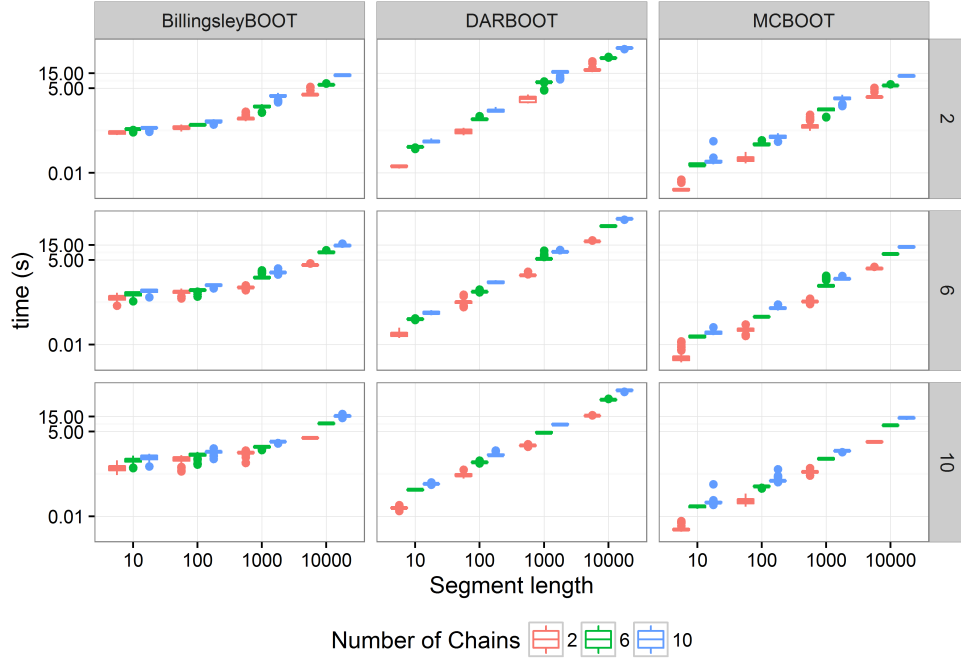 BillingsleyBOOT DARBOOT MCBOOT
15.00
5.00
0.01
2
15.00
5.00
0.01
6
15.00
5.00
0.01
10
time (s)
10 100 1000 10000 10 100 1000 10000 10 100 1000 10000
Segment length
Number of Chains 2 6 10